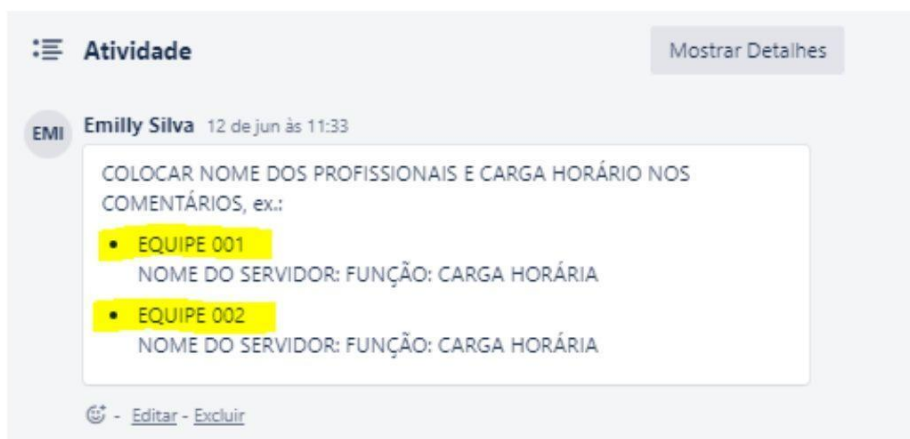 Atividade
Mostrar Detalhes
EMI
Emilly Silva 12 de jun às 11:33
COLOCAR NOME DOS PROFISSIONAIS E CARGA HORÁRIO NOS
COMENTÁRIOS, ex.:
• EQUIPE 001
NOME DO SERVIDOR: FUNÇÃO: CARGA HORÁRIA
• EQUIPE 002
NOME DO SERVIDOR: FUNÇÃO: CARGA HORÁRIA
- Editar - Excluir